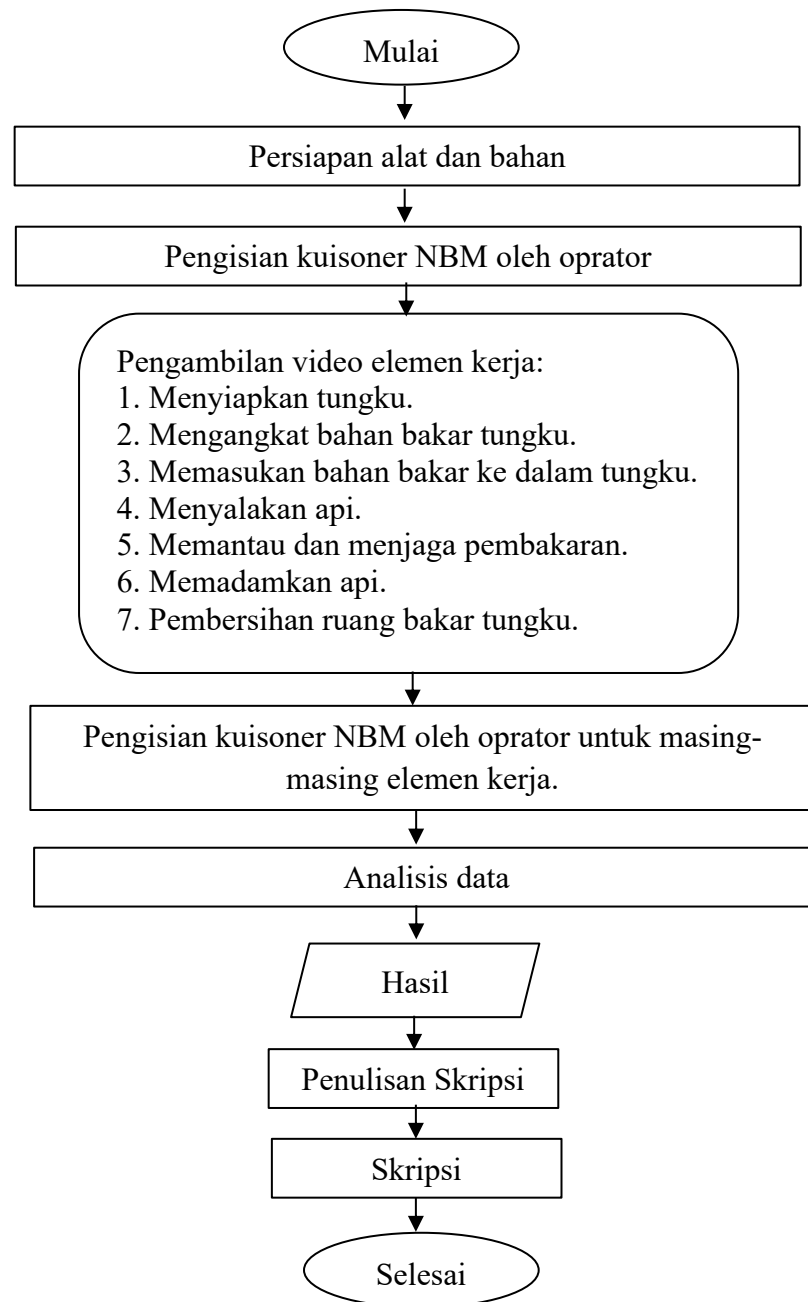 Mulai
Persiapan alat dan bahan
Pengisian kuisoner NBM oleh oprator
Pengambilan video elemen kerja:
1. Menyiapkan tungku.
2. Mengangkat bahan bakar tungku.
3. Memasukan bahan bakar ke dalam tungku.
4. Menyalakan api.
5. Memantau dan menjaga pembakaran.
6. Memadamkan api.
7. Pembersihan ruang bakar tungku.
Pengisian kuisoner NBM oleh oprator untuk masing-
masing elemen kerja.
Analisis data
Hasil
Penulisan Skripsi
Skripsi
Selesai